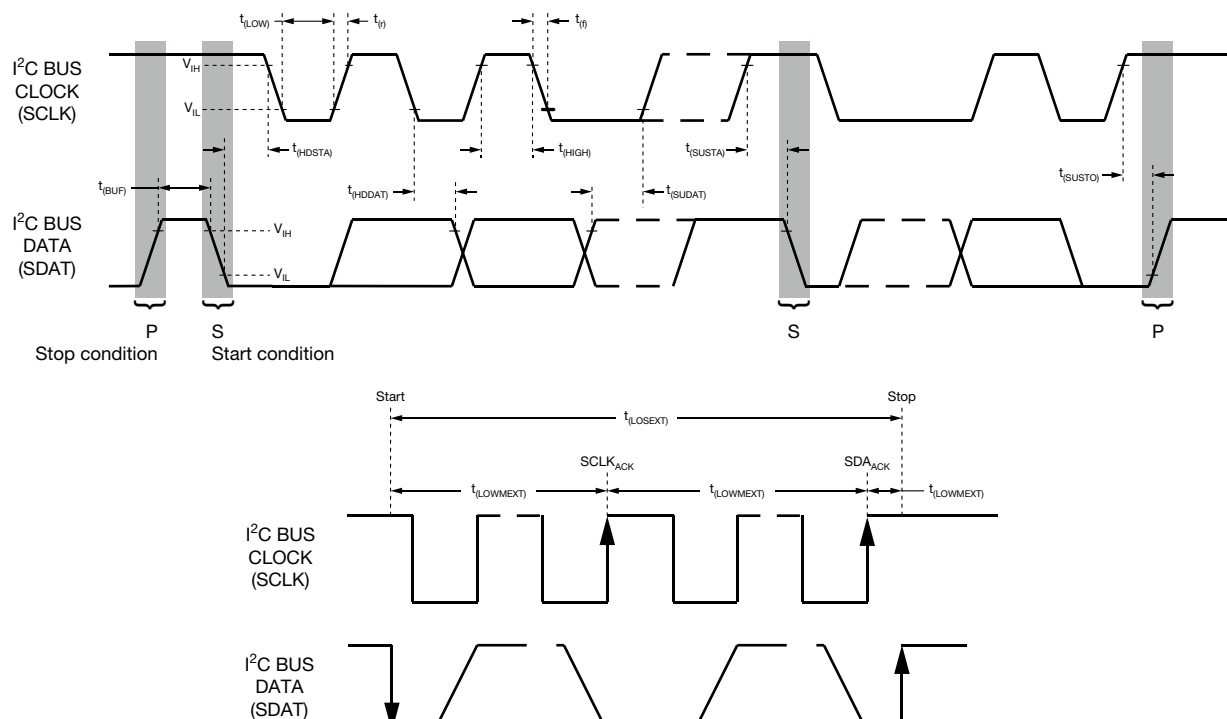 t(LOW)
t(r)
t(f)
I²C BUS
CLOCK
(SCLK)
VIH
VIL
t(HDSTA)
t(HIGH)
t(SUSTA)
t(BUF)
t(HDDAT)
t(SUDAT)
t(SUSTO)
I²C BUS
DATA
(SDAT)
VIH
VIL
P
S
S
P
Stop condition
Start condition
Start
Stop
t(LOSEXT)
SCLKACK
SDAACK
t(LOWMEXT)
t(LOWMEXT)
t(LOWMEXT)
I²C BUS
CLOCK
(SCLK)
I²C BUS
DATA
(SDAT)